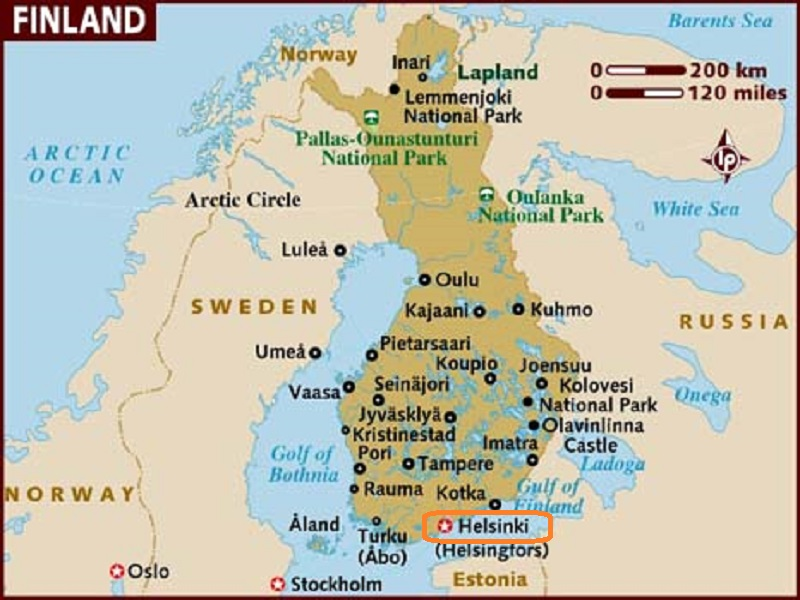 FINLAND
Barents Sea
Norway
Inari
Lapland
0 200 km
0 120 miles
Lemmenjoki
National Park
Pallas-Ounastunturi
National Park
ARCTIC
OCEAN
lp
Arctic Circle
Oulanka
National Park
White Sea
Luleå
Oulu
SWEDEN
Kajaani
Kuhmo
RUSSIA
Pietarsaari
Umeå
Koupio
Joensuu
Vaasa
Seinäjori
Kolovesi
National Park
Onega
Jyväsklyä
Olavinlinna
Castle
Kristinestad
Imatra
Gulf of
Bothnia
Pori
Tampere
Ladoga
NORWAY
Rauma
Kotka
Gulf of
Finland
Åland
Turku
(Åbo)
Helsinki
(Helsingfors)
Oslo
Stockholm
Estonia